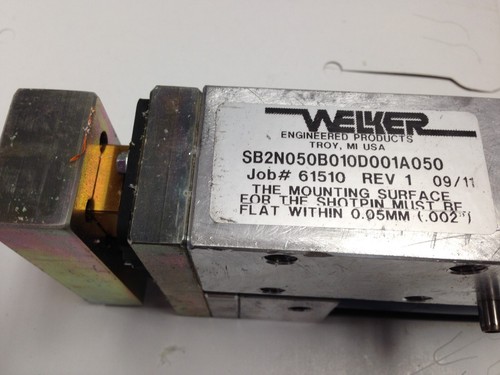 WELKER
ENGINEERED PRODUCTS
TROY, MI USA
SB2N050B010D001A050
Job# 61510 REV 1 09/11
THE MOUNTING SURFACE
FOR THE SHOTPIN MUST BE
FLAT WITHIN 0.05MM (.002")